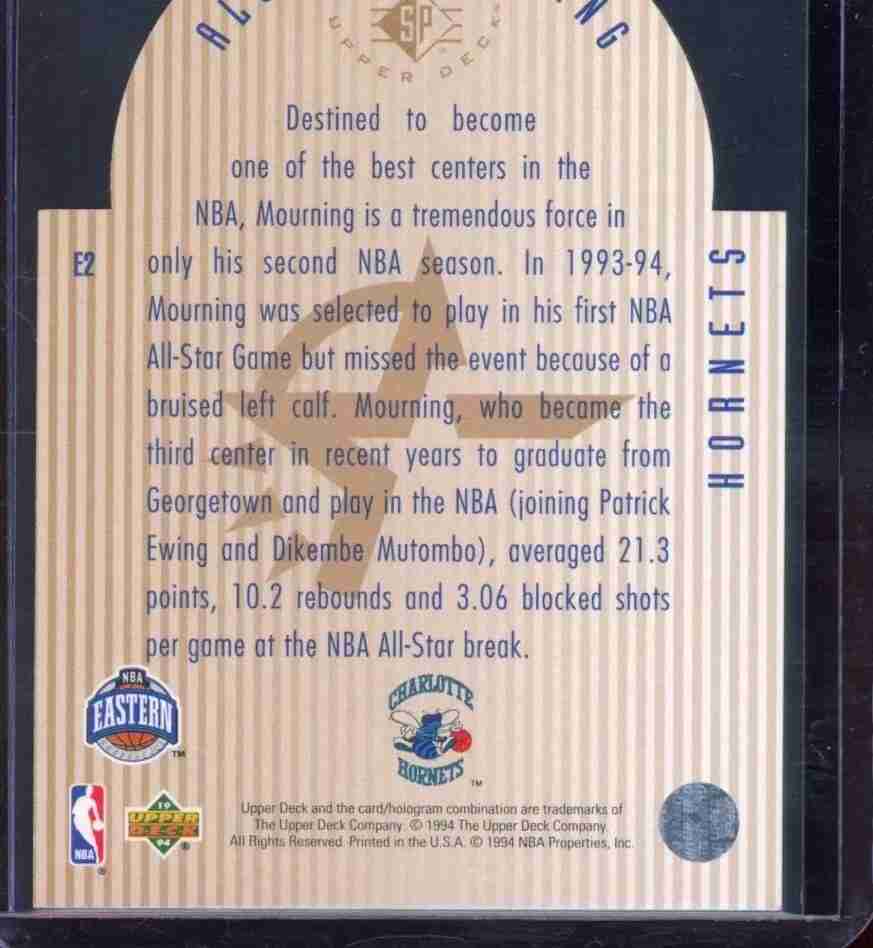 SP
UPPER DECK
Destined to become
one of the best centers in the
NBA, Mourning is a tremendous force in
only his second NBA season. In 1993-94,
Mourning was selected to play in his first NBA
All-Star Game but missed the event because of a
bruised left calf. Mourning, who became the
third center in recent years to graduate from
Georgetown and play in the NBA (joining Patrick
Ewing and Dikembe Mutombo), averaged 21.3
points, 10.2 rebounds and 3.06 blocked shots
per game at the NBA All-Star break.
E2
HORNETS
NBA
EASTERN
TM
CHARLOTTE
HORNETS
TM
NBA
®
19
UPPER
DECK
94
®
Upper Deck and the card/hologram combination are trademarks of
The Upper Deck Company. © 1994 The Upper Deck Company.
All Rights Reserved. Printed in the U.S.A. © 1994 NBA Properties, Inc.